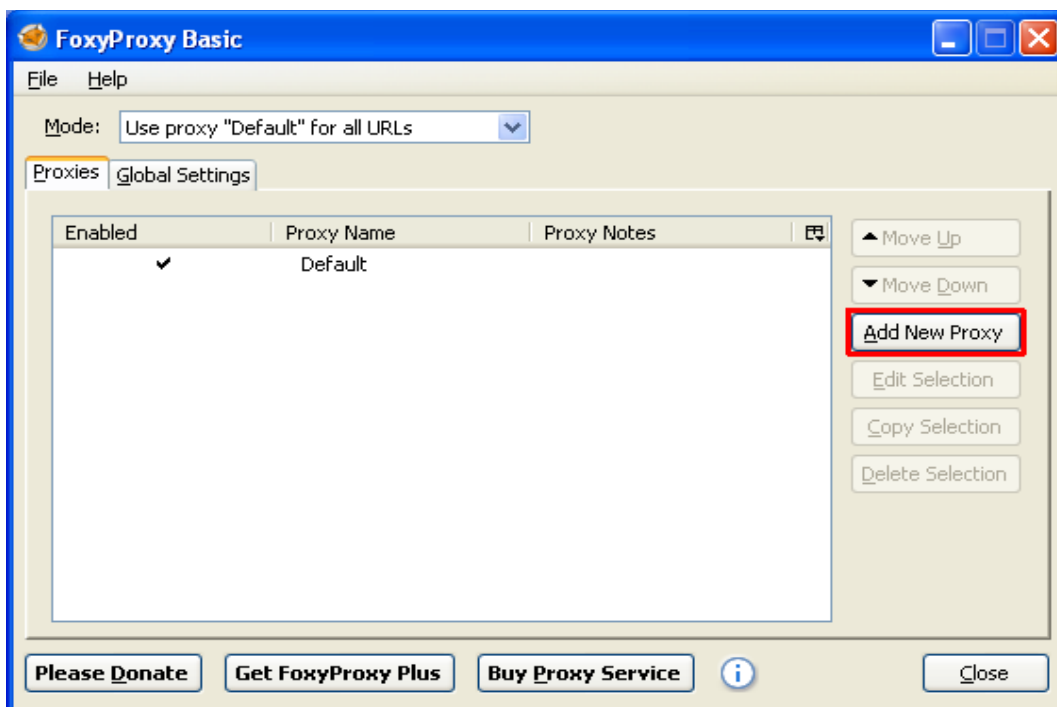 FoxyProxy Basic
File Help
Mode: Use proxy "Default" for all URLs
Proxies Global Settings
Enabled Proxy Name Proxy Notes
Default
Move Up
Move Down
Add New Proxy
Edit Selection
Copy Selection
Delete Selection
Please Donate Get FoxyProxy Plus Buy Proxy Service Close